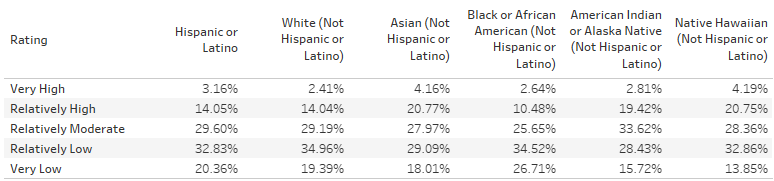 Rating Hispanic or Latino White (Not Hispanic or Latino) Asian (Not Hispanic or Latino) Black or African American (Not Hispanic or Latino) American Indian or Alaska Native (Not Hispanic or Latino) Native Hawaiian (Not Hispanic or Latino)
Very High 3.16% 2.41% 4.16% 2.64% 2.81% 4.19%
Relatively High 14.05% 14.04% 20.77% 10.48% 19.42% 20.75%
Relatively Moderate 29.60% 29.19% 27.97% 25.65% 33.62% 28.36%
Relatively Low 32.83% 34.96% 29.09% 34.52% 28.43% 32.86%
Very Low 20.36% 19.39% 18.01% 26.71% 15.72% 13.85%